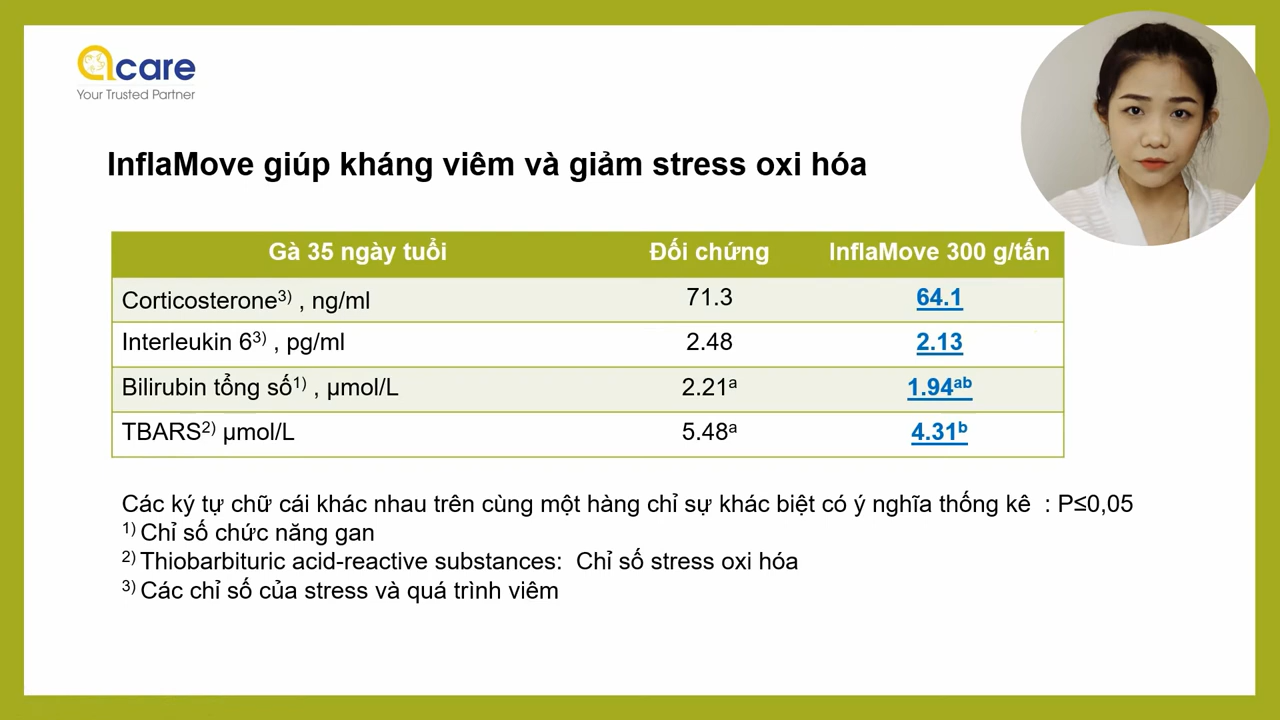 acare
Your Trusted Partner
InflaMove giúp kháng viêm và giảm stress oxi hóa
Gà 35 ngày tuổi Đối chứng InflaMove 300 g/tấn
Corticosterone3) , ng/ml 71.3 64.1
Interleukin 63) , pg/ml 2.48 2.13
Bilirubin tổng số1) , µmol/L 2.21a 1.94ab
TBARS2) µmol/L 5.48a 4.31b
Các ký tự chữ cái khác nhau trên cùng một hàng chỉ sự khác biệt có ý nghĩa thống kê : P≤0,05
1) Chỉ số chức năng gan
2) Thiobarbituric acid-reactive substances: Chỉ số stress oxi hóa
3) Các chỉ số của stress và quá trình viêm